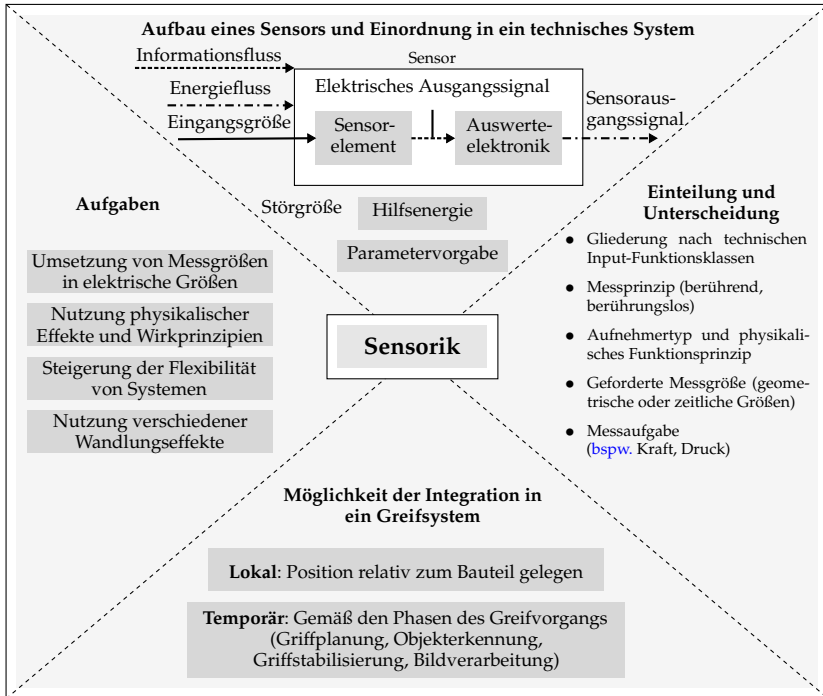 Aufbau eines Sensors und Einordnung in ein technisches System
Informationsfluss
Sensor
Energiefluss
Elektrisches Ausgangssignal
Eingangsgröße
Sensor-
element
Auswerte-
elektronik
Sensoraus-
gangssignal
Störgröße
Hilfsenergie
Parametervorgabe
Aufgaben
Umsetzung von Messgrößen
in elektrische Größen
Nutzung physikalischer
Effekte und Wirkprinzipien
Steigerung der Flexibilität
von Systemen
Nutzung verschiedener
Wandlungseffekte
Sensorik
Einteilung und
Unterscheidung
• Gliederung nach technischen
Input-Funktionsklassen
• Messprinzip (berührend,
berührungslos)
• Aufnehmertyp und physikali-
sches Funktionsprinzip
• Geforderte Messgröße (geome-
trische oder zeitliche Größen)
• Messaufgabe
(bspw. Kraft, Druck)
Möglichkeit der Integration in
ein Greifsystem
Lokal: Position relativ zum Bauteil gelegen
Temporär: Gemäß den Phasen des Greifvorgangs
(Griffplanung, Objekterkennung,
Griffstabilisierung, Bildverarbeitung)